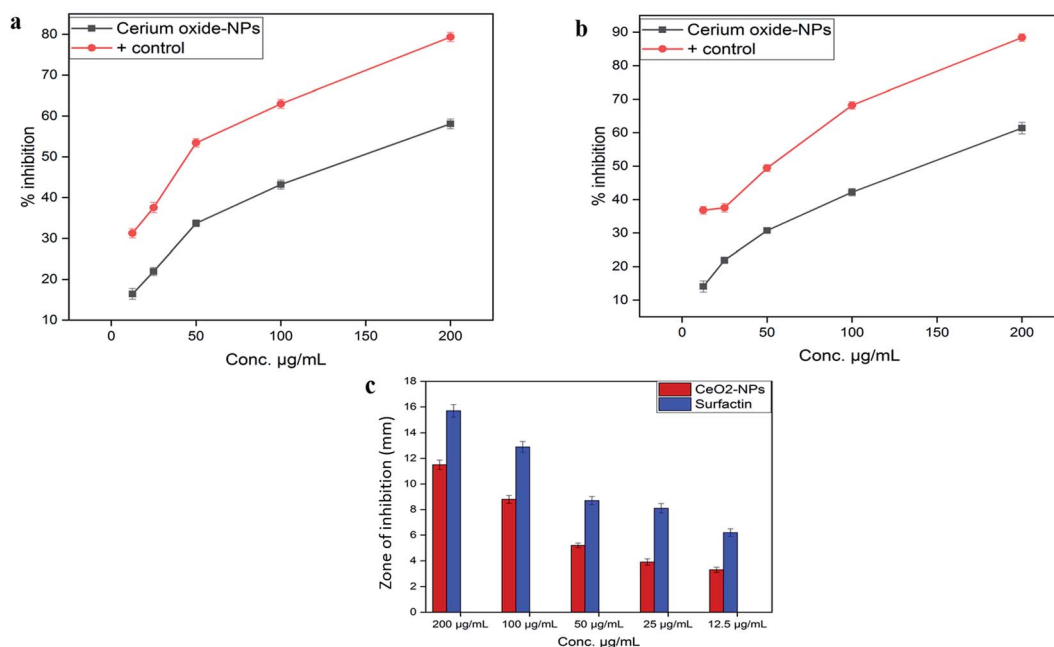 a
Cerium oxide-NPs
+ control
80
70
60
50
40
30
20
10
% inhibition
0 50 100 150 200
Conc. µg/mL
b
Cerium oxide-NPs
+ control
90
80
70
60
50
40
30
20
10
% inhibition
0 50 100 150 200
Conc. µg/mL
c
CeO2-NPs
Surfactin
18
16
14
12
10
8
6
4
2
0
Zone of inhibition (mm)
200 µg/mL 100 µg/mL 50 µg/mL 25 µg/mL 12.5 µg/mL
Conc. µg/mL